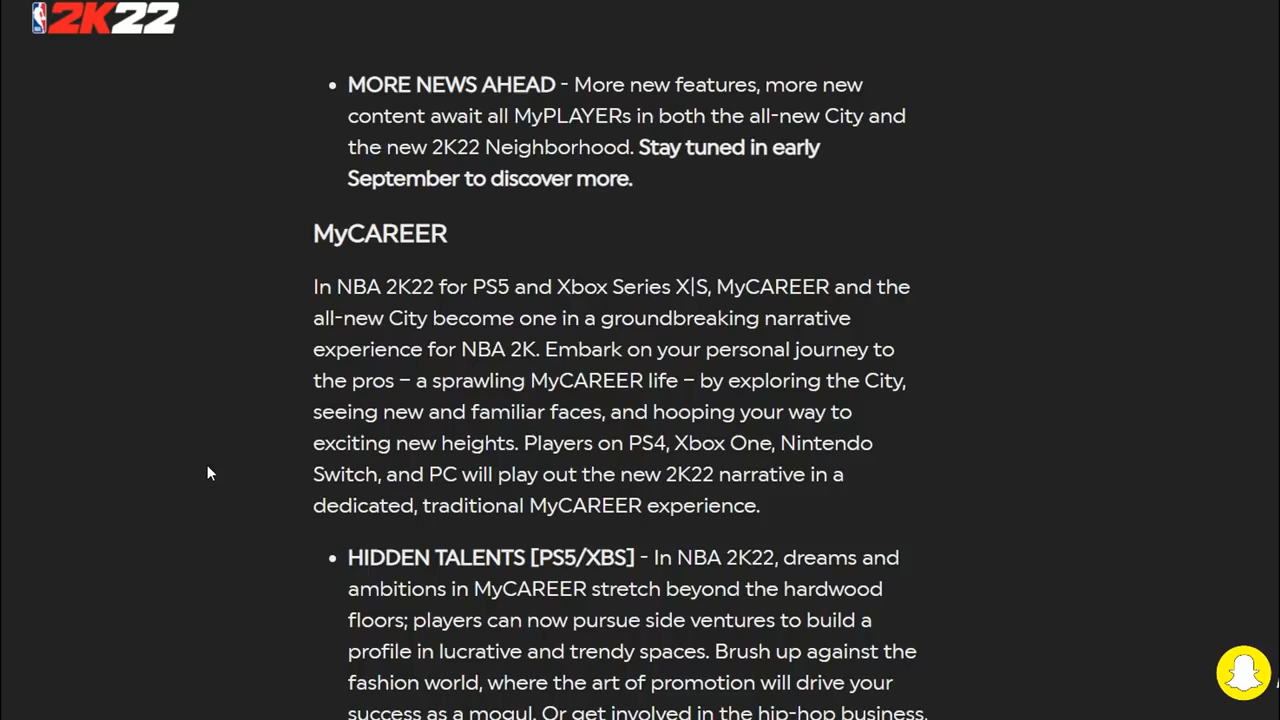 2K22
MORE NEWS AHEAD - More new features, more new
content await all MyPLAYERs in both the all-new City and
the new 2K22 Neighborhood. Stay tuned in early
September to discover more.
MyCAREER
In NBA 2K22 for PS5 and Xbox Series X|S, MyCAREER and the
all-new City become one in a groundbreaking narrative
experience for NBA 2K. Embark on your personal journey to
the pros – a sprawling MyCAREER life – by exploring the City,
seeing new and familiar faces, and hooping your way to
exciting new heights. Players on PS4, Xbox One, Nintendo
Switch, and PC will play out the new 2K22 narrative in a
dedicated, traditional MyCAREER experience.
HIDDEN TALENTS [PS5/XBS] - In NBA 2K22, dreams and
ambitions in MyCAREER stretch beyond the hardwood
floors; players can now pursue side ventures to build a
profile in lucrative and trendy spaces. Brush up against the
fashion world, where the art of promotion will drive your
success as a mogul. Or get involved in the hip-hop business,